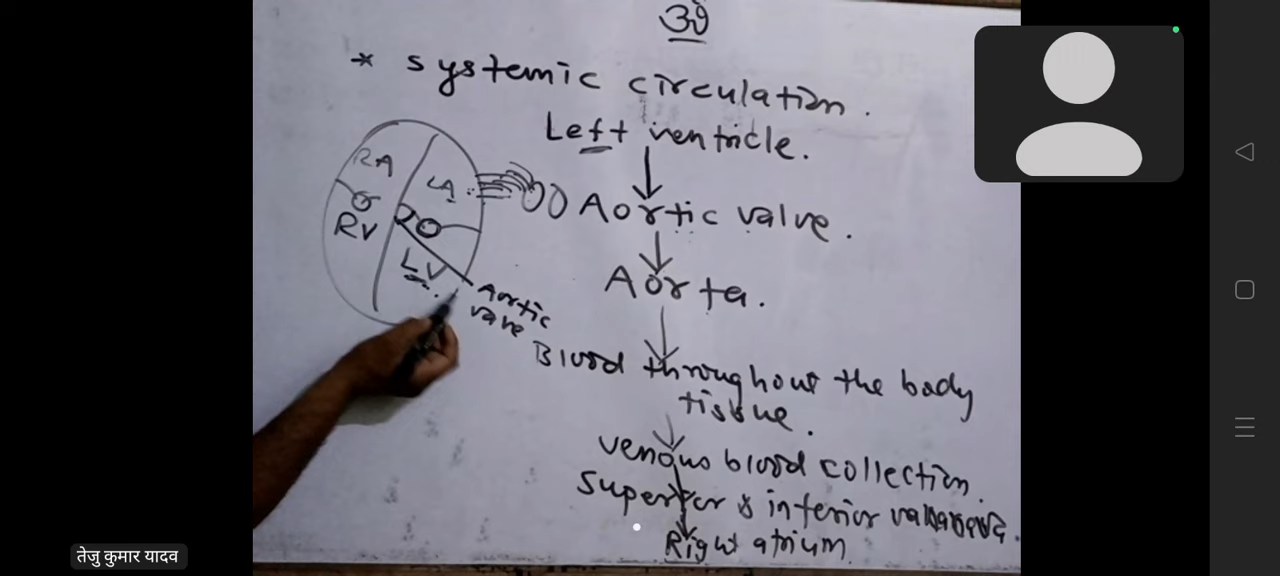 ॐ
* systemic circulation.
Left ventricle.
RA
LA
Aortic valve.
RV
LV
Aorta.
Aortic
valve
Blood throughout the body
tissue.
venous blood collection.
Superior & inferior
Right atrium
तेजु कुमार यादव